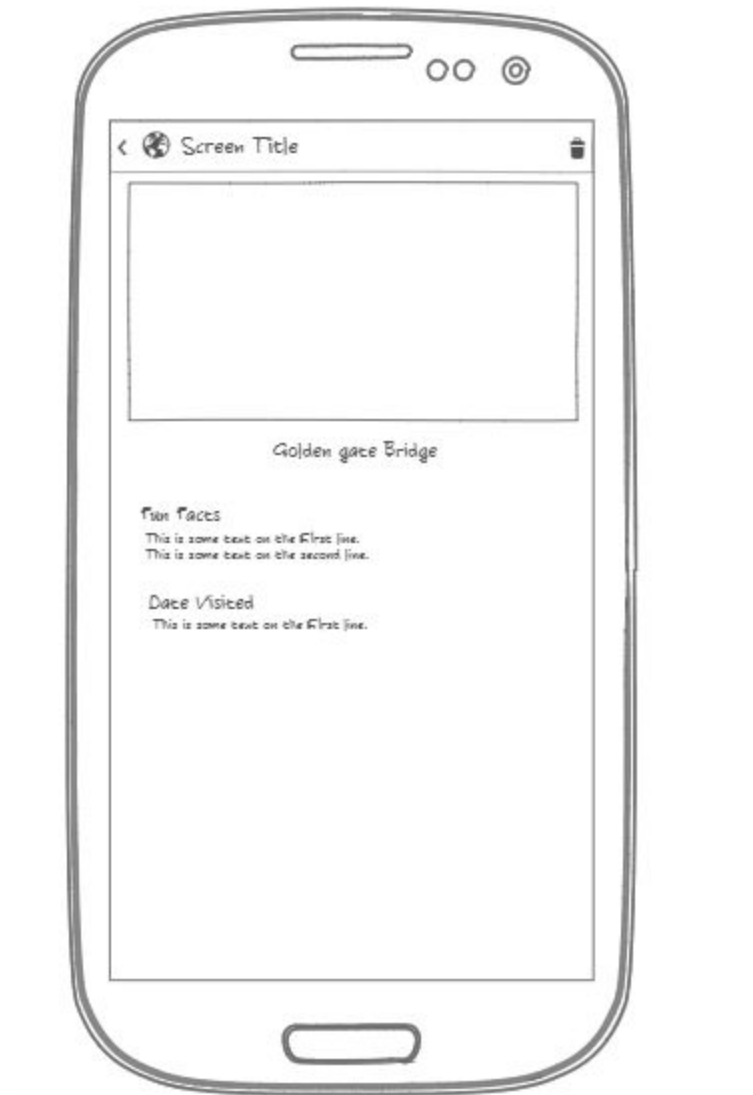 Screen Title
Golden gate Bridge
Fun Facts
This is some text on the First line.
This is some text on the second line.
Date Visited
This is some text on the First line.